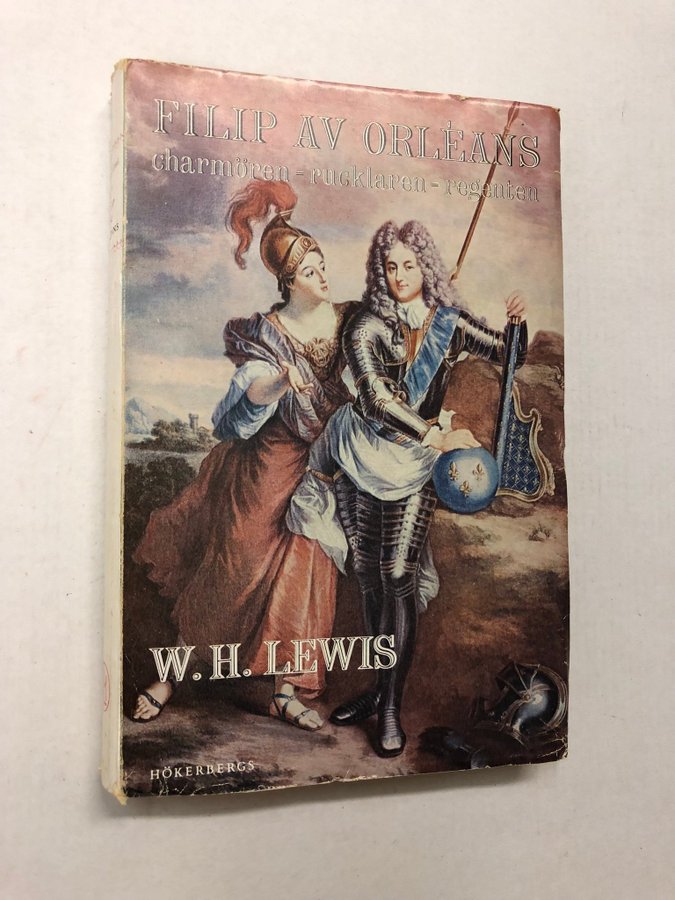 FILIP AV ORLÉANS
charmören - rucklaren - regenten
W. H. LEWIS
HÖKERBERGS